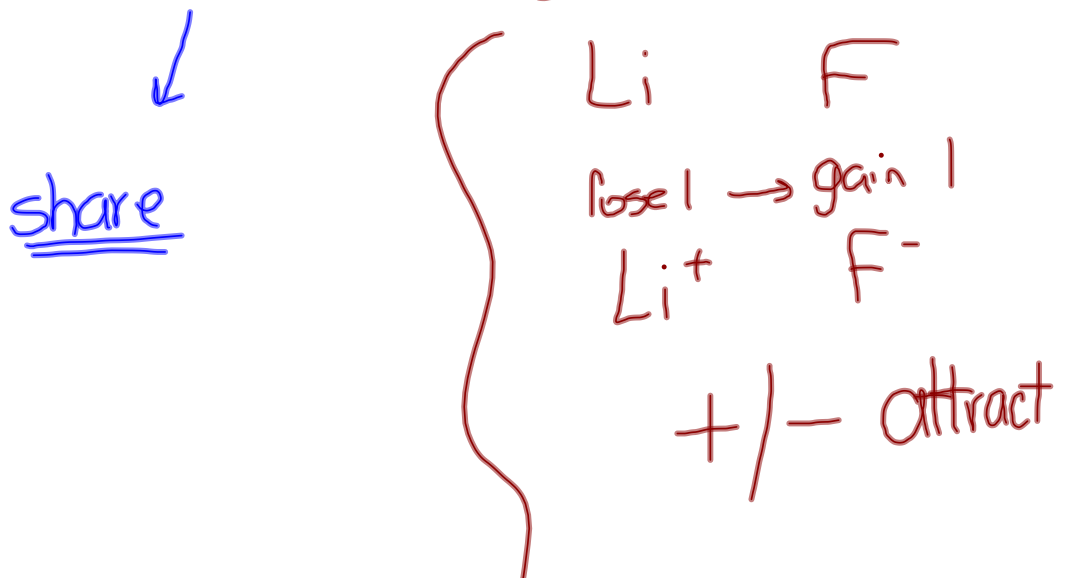 share
Li F
lose 1 → gain 1
Li⁺ F⁻
+/− attract